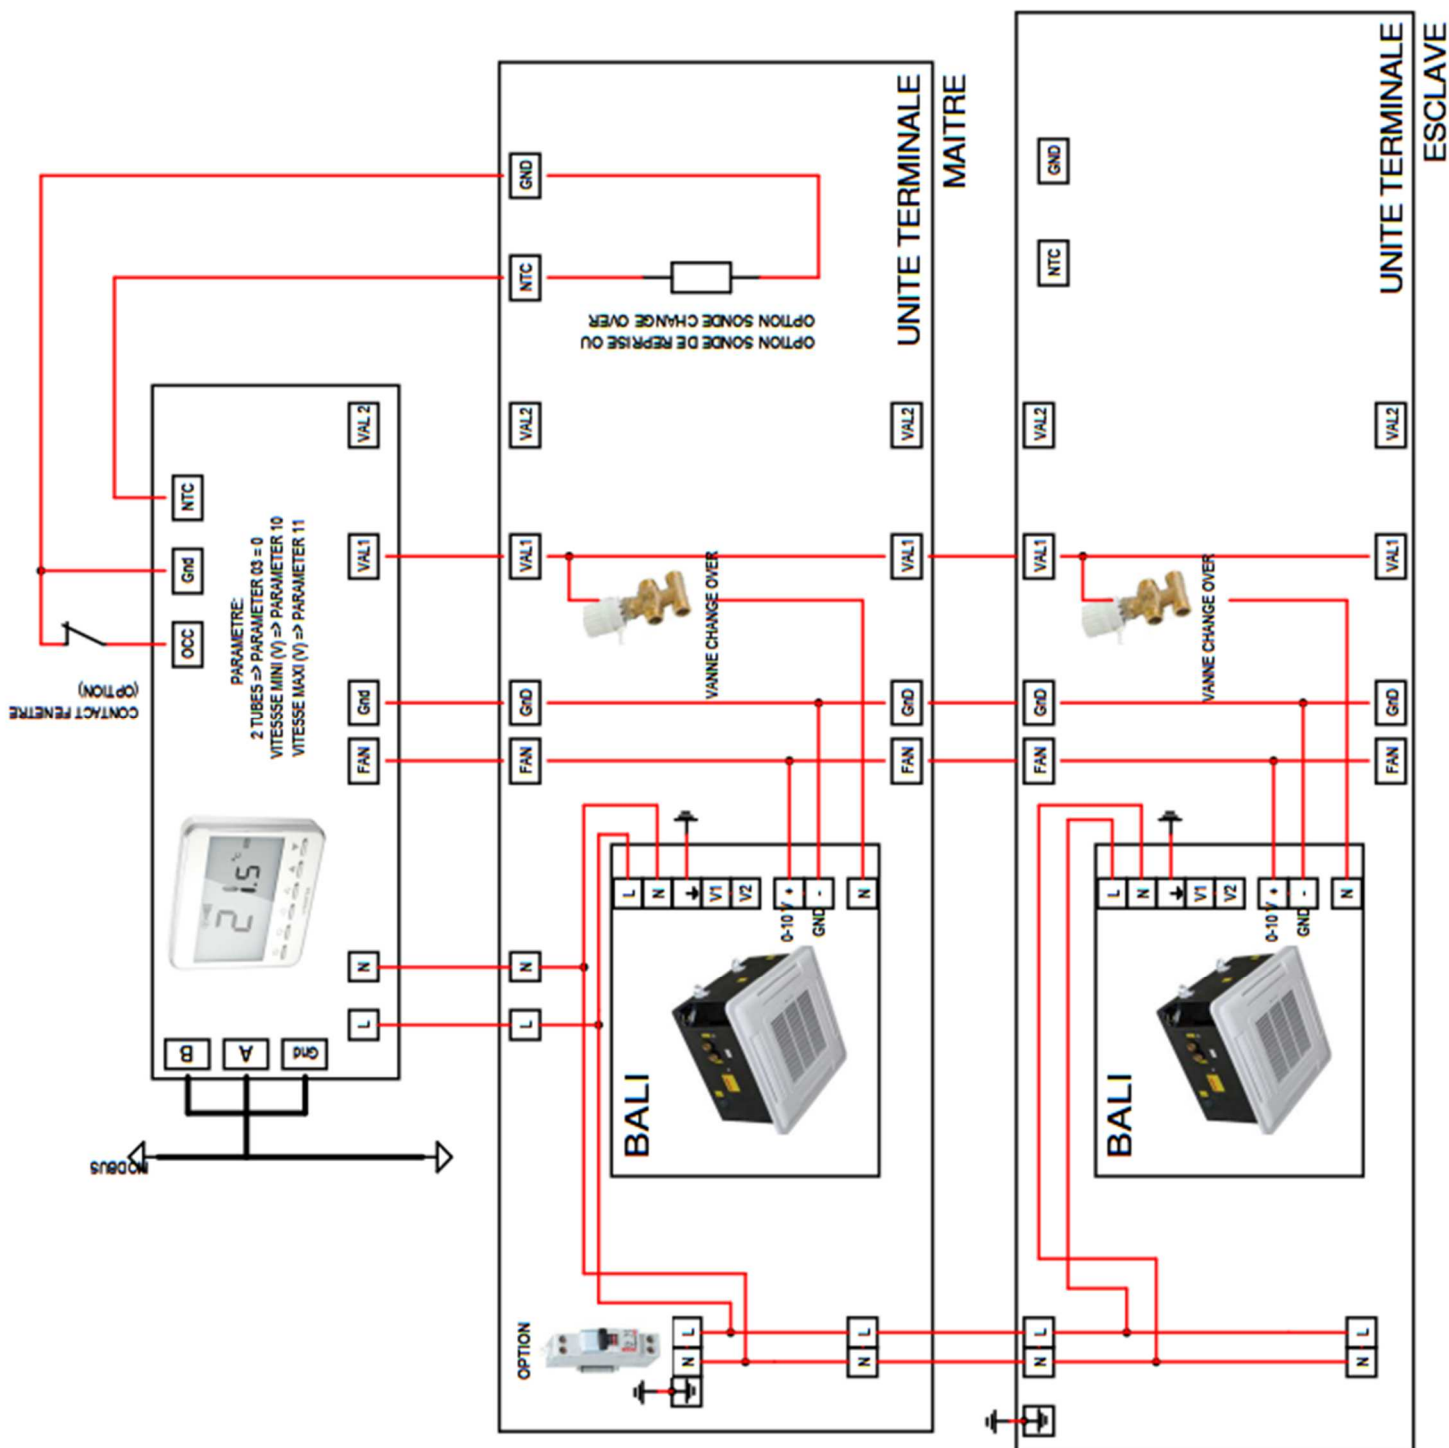 UNITE TERMINALE
ESCLAVE
UNITE TERMINALE
MAITRE
GND
NTC
OPTION SONDE DE REPRISE OU
OPTION SONDE CHANGE OVER
GND
NTC
VAL 2
VAL2
VAL2
VAL2
VAL2
NTC
Gnd
OCC
CONTACT FENETRE
(OPTION)
PARAMETRE:
2 TUBES => PARAMETER 03 = 0
VITESSSE MINI (V) => PARAMETER 10
VITESSE MAXI (V) => PARAMETER 11
VAL1
VAL1
VAL1
VAL1
VAL1
VANNE CHANGE OVER
VANNE CHANGE OVER
Gnd
GnD
GnD
GnD
GnD
FAN
FAN
FAN
FAN
FAN
21.5
°C
L
N
V1
V2
0-10 V +
GND -
N
L
N
V1
V2
0-10 V +
GND -
N
N
L
N
L
B
A
Gnd
MODBUS
BALI
BALI
OPTION
L
N
L
N
L
N
L
N